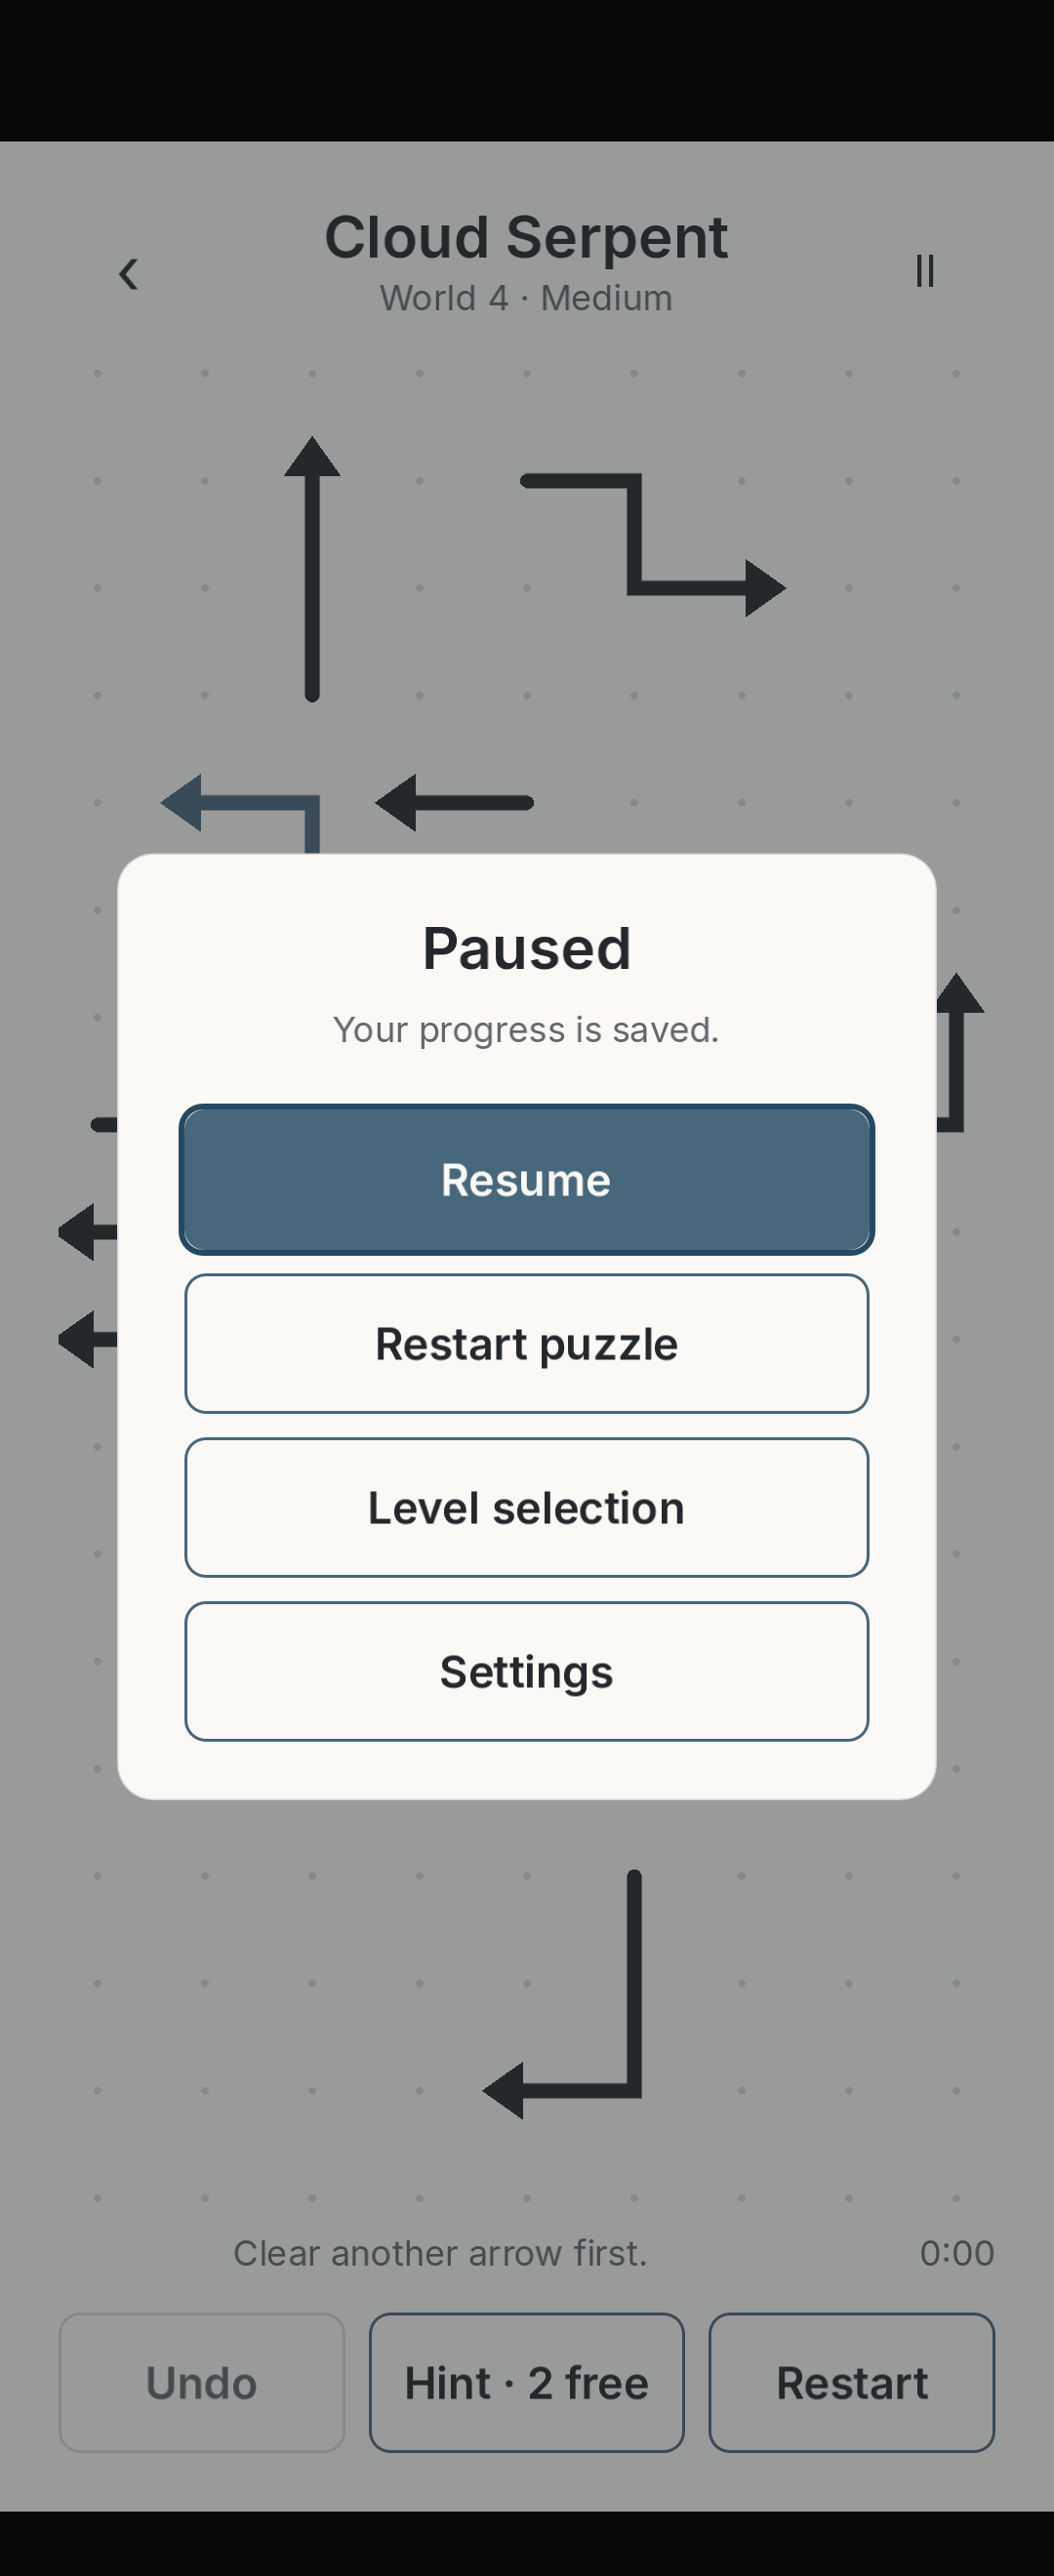 Cloud Serpent
World 4 · Medium
Paused
Your progress is saved.
Resume
Restart puzzle
Level selection
Settings
Clear another arrow first.
0:00
Undo
Hint · 2 free
Restart